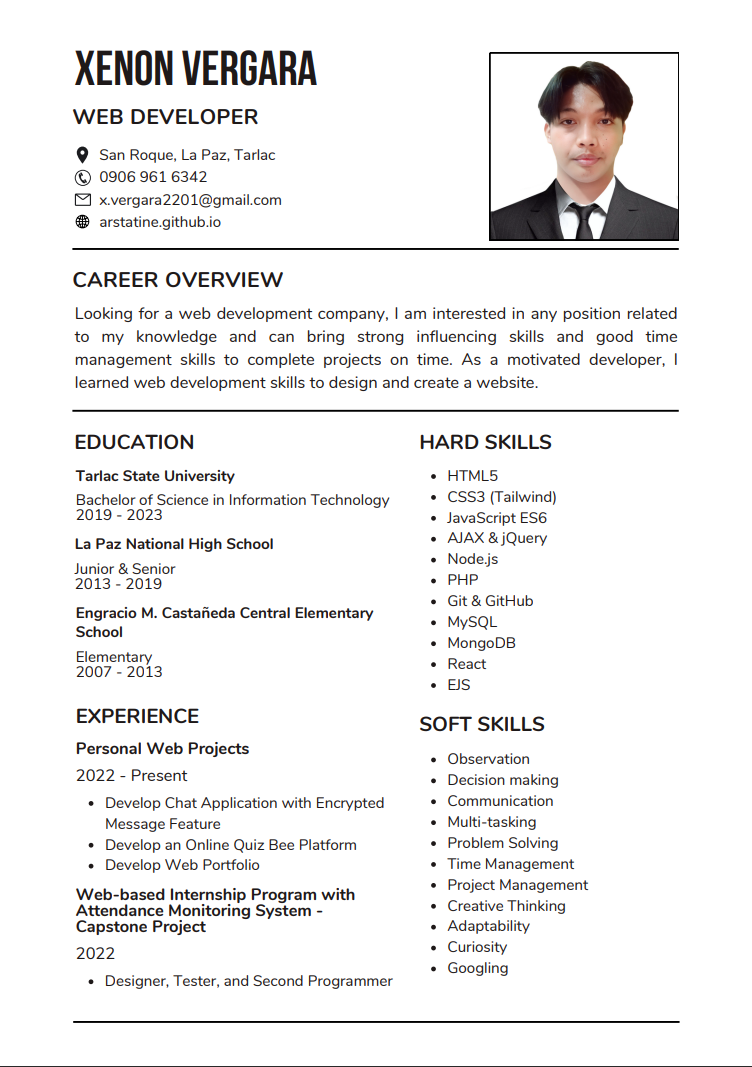 XENON VERGARA
WEB DEVELOPER
San Roque, La Paz, Tarlac
0906 961 6342
x.vergara2201@gmail.com
arstatine.github.io
CAREER OVERVIEW
Looking for a web development company, I am interested in any position related
to my knowledge and can bring strong influencing skills and good time
management skills to complete projects on time. As a motivated developer, I
learned web development skills to design and create a website.
EDUCATION
Tarlac State University
Bachelor of Science in Information Technology
2019 - 2023
La Paz National High School
Junior & Senior
2013 - 2019
Engracio M. Castañeda Central Elementary
School
Elementary
2007 - 2013
EXPERIENCE
Personal Web Projects
2022 - Present
• Develop Chat Application with Encrypted
Message Feature
• Develop an Online Quiz Bee Platform
• Develop Web Portfolio
Web-based Internship Program with
Attendance Monitoring System -
Capstone Project
2022
• Designer, Tester, and Second Programmer
HARD SKILLS
• HTML5
• CSS3 (Tailwind)
• JavaScript ES6
• AJAX & jQuery
• Node.js
• PHP
• Git & GitHub
• MySQL
• MongoDB
• React
• EJS
SOFT SKILLS
• Observation
• Decision making
• Communication
• Multi-tasking
• Problem Solving
• Time Management
• Project Management
• Creative Thinking
• Adaptability
• Curiosity
• Googling